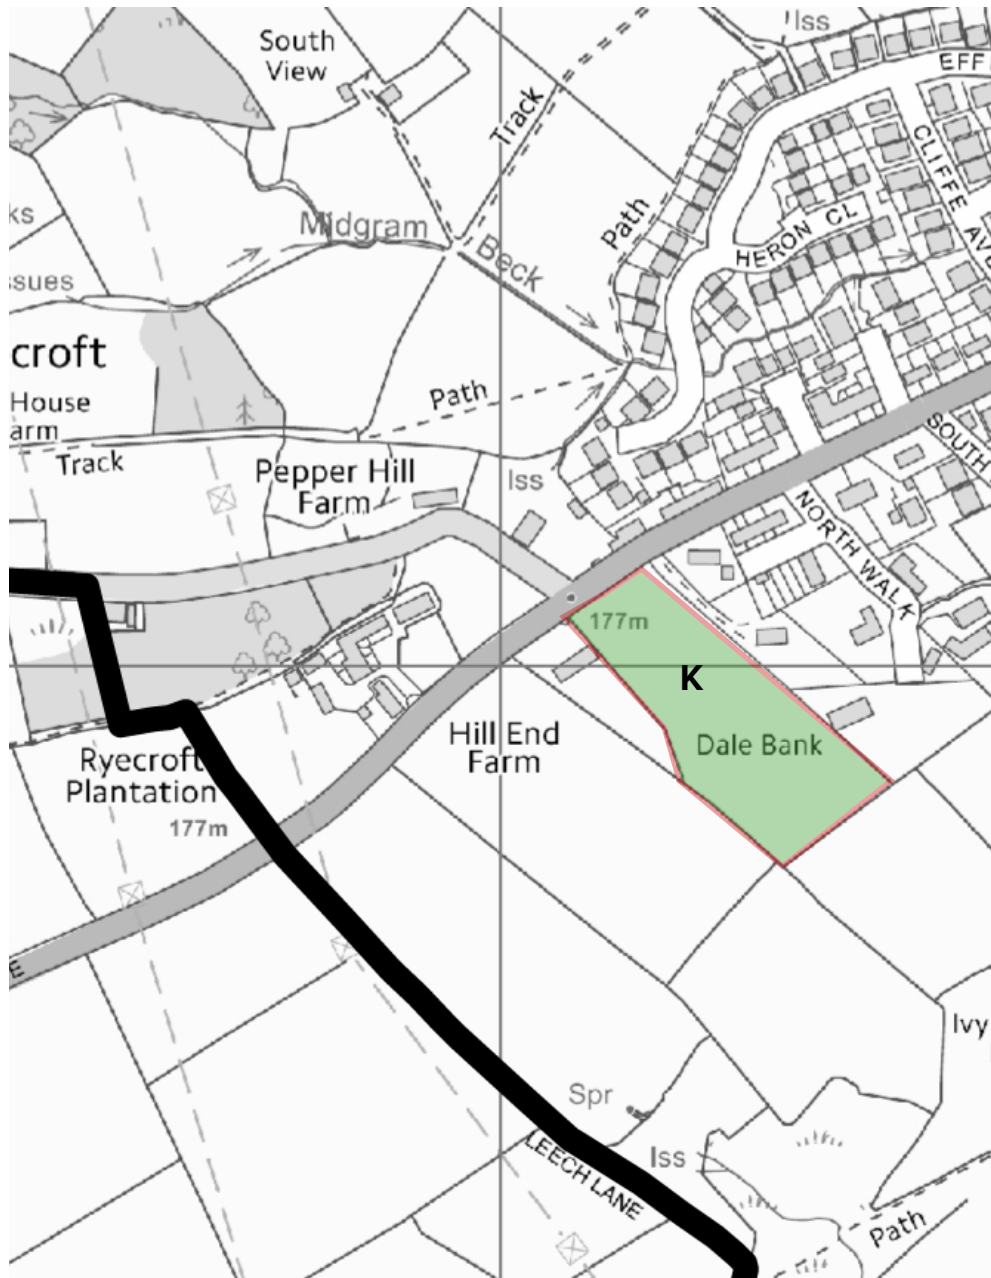 Iss
South
View
EFF
Track
CLIFFE
AVE
ks
Path
HERON CL
Midgram
Beck
ssues
croft
House
arm
Path
Track
Pepper Hill
Farm
Iss
SOUTH
NORTH WALK
177m
K
Dale Bank
Hill End
Farm
Ryecroft
Plantation
177m
E
Ivy
Spr
Iss
LEECH LANE
Path